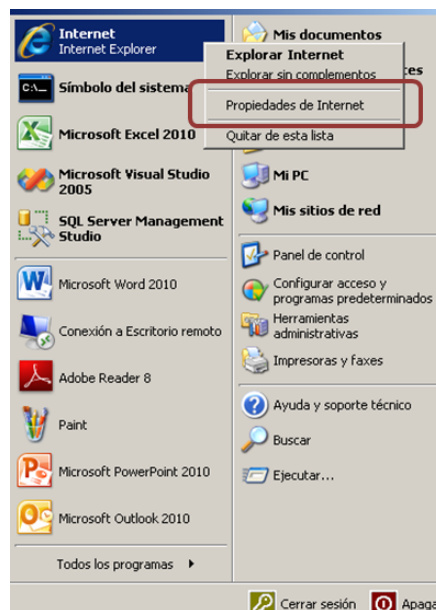 Internet
Internet Explorer
Símbolo del sistema
C:\_
Microsoft Excel 2010
Microsoft Visual Studio
2005
SQL Server Management
Studio
Microsoft Word 2010
Conexión a Escritorio remoto
Adobe Reader 8
Paint
Microsoft PowerPoint 2010
Microsoft Outlook 2010
Todos los programas
Mis documentos
Explorar Internet
Explorar sin complementos
Propiedades de Internet
Quitar de esta lista
Mi PC
Mis sitios de red
Panel de control
Configurar acceso y
programas predeterminados
Herramientas
administrativas
Impresoras y faxes
Ayuda y soporte técnico
Buscar
Ejecutar...
Cerrar sesión